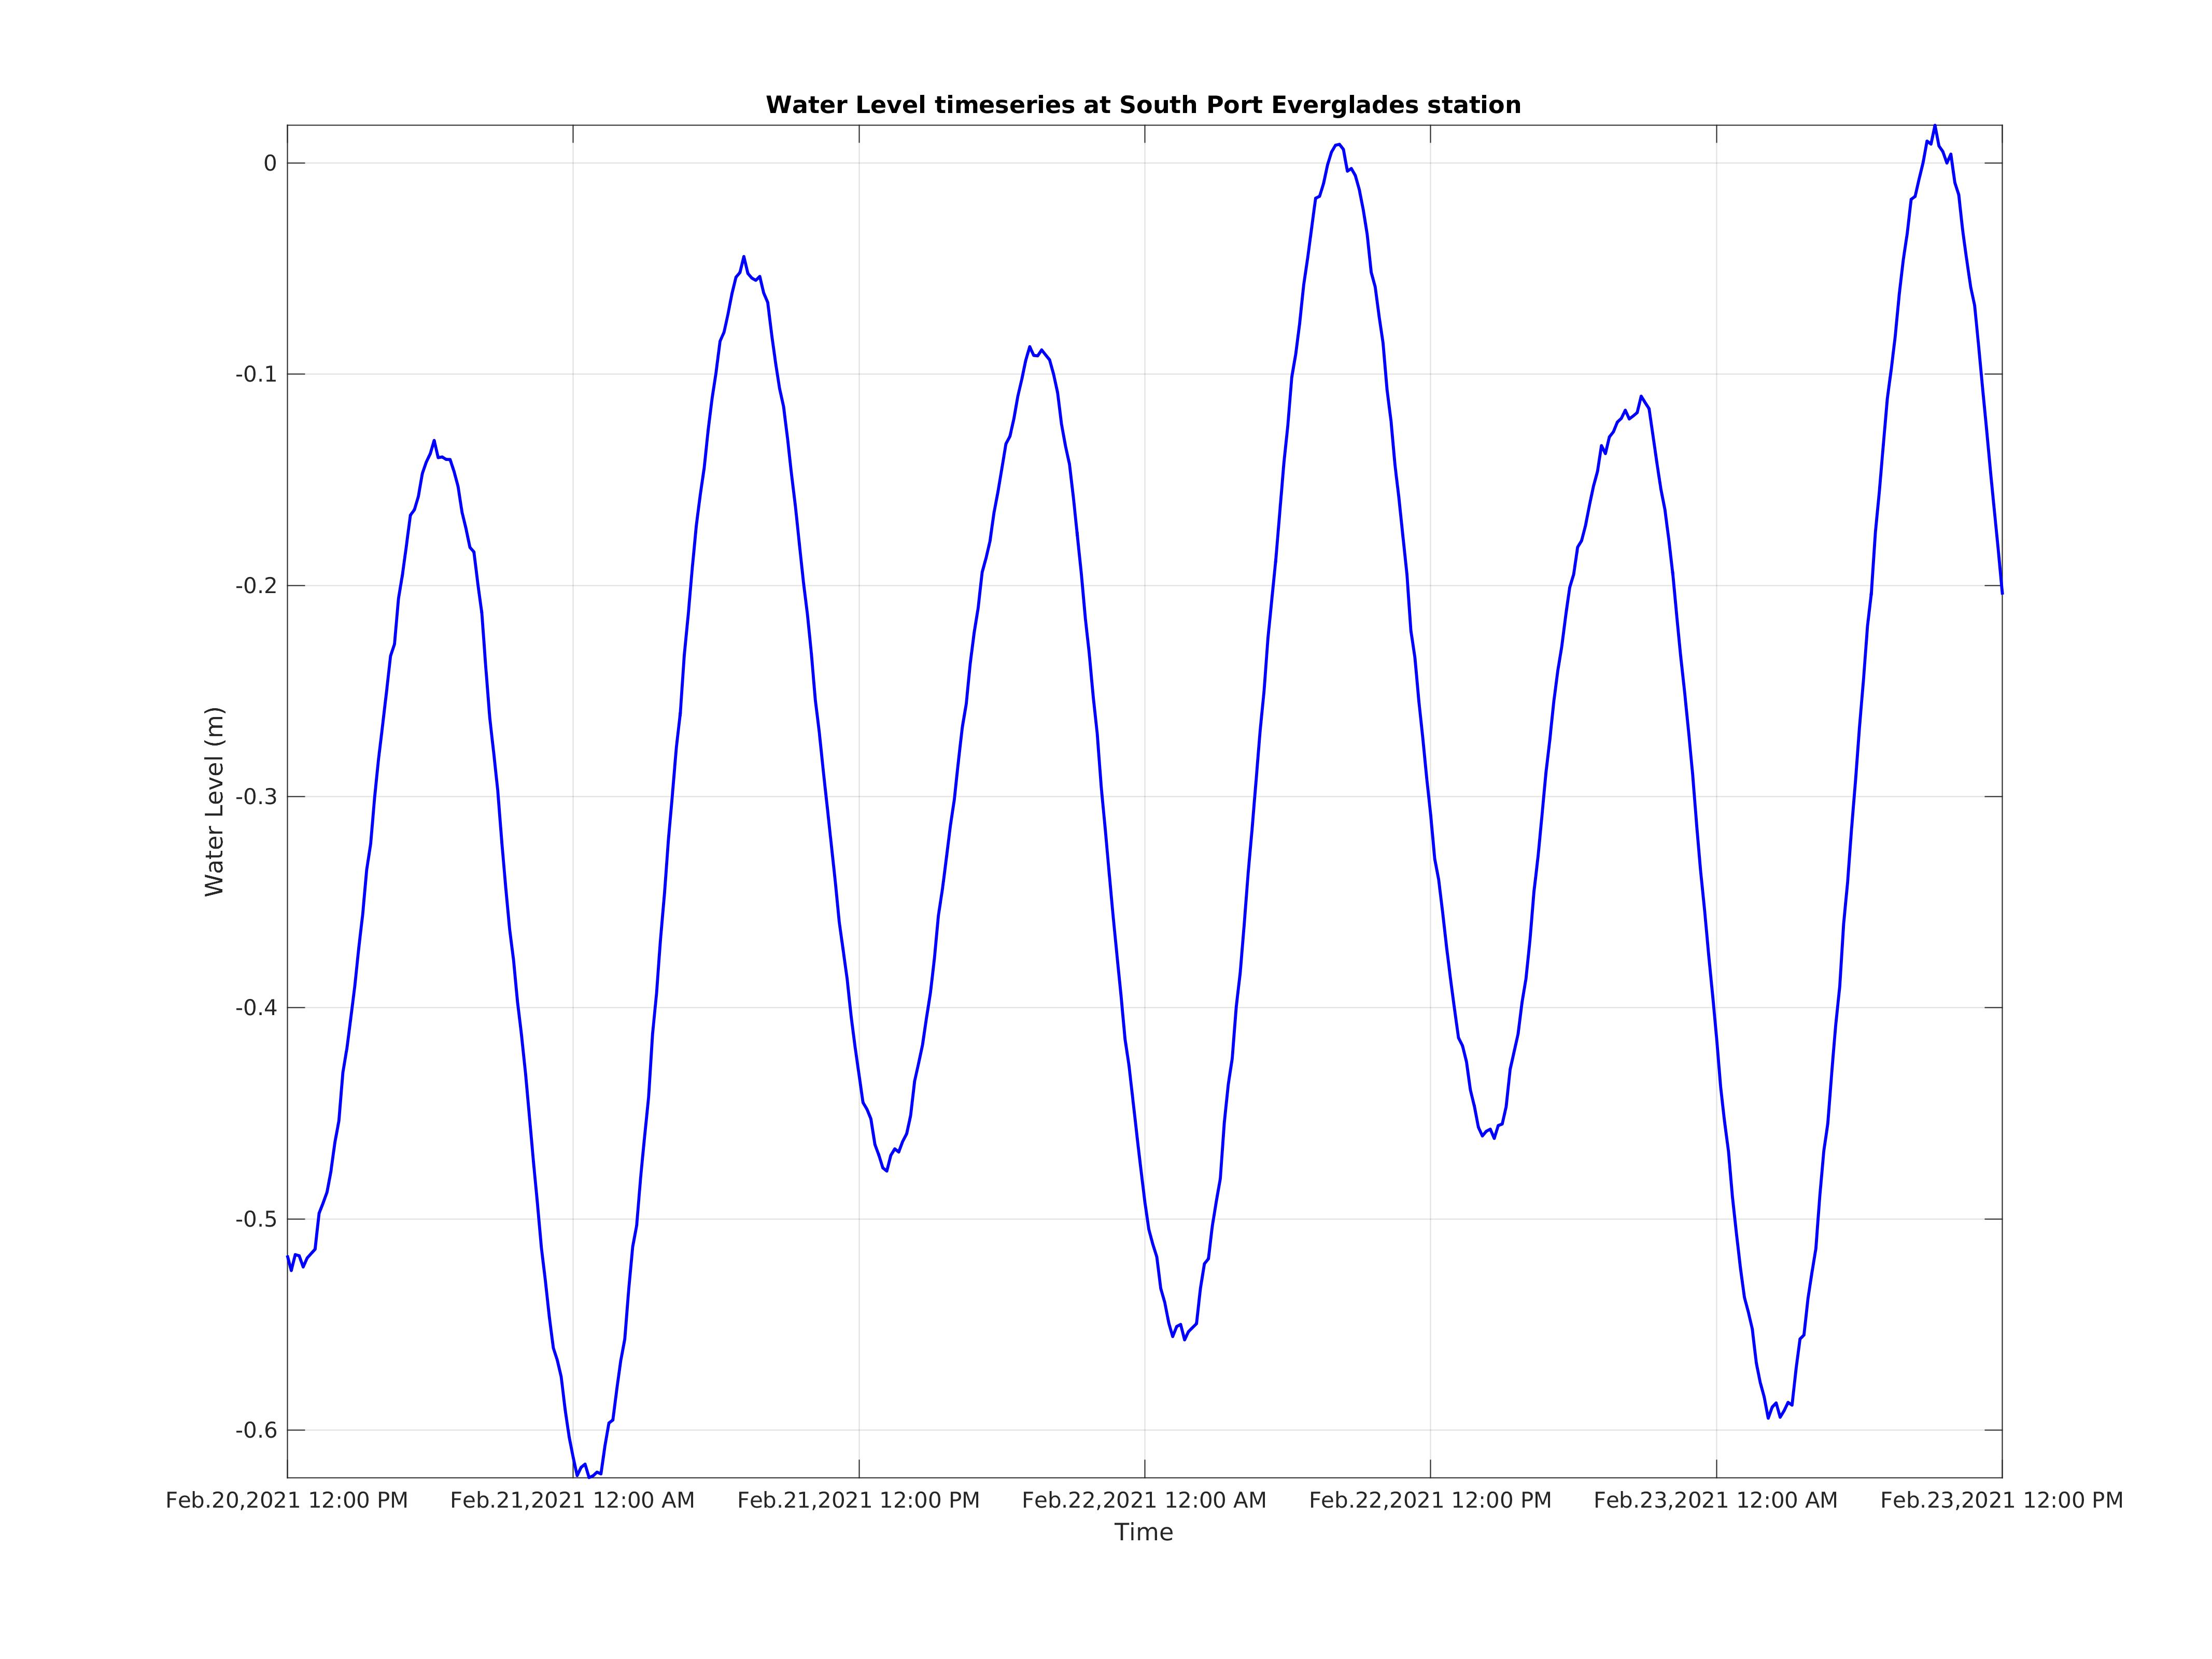 Water Level timeseries at South Port Everglades station
0
-0.1
-0.2
-0.3
-0.4
-0.5
-0.6
Water Level (m)
Feb.20,2021 12:00 PM Feb.21,2021 12:00 AM Feb.21,2021 12:00 PM Feb.22,2021 12:00 AM Feb.22,2021 12:00 PM Feb.23,2021 12:00 AM Feb.23,2021 12:00 PM
Time